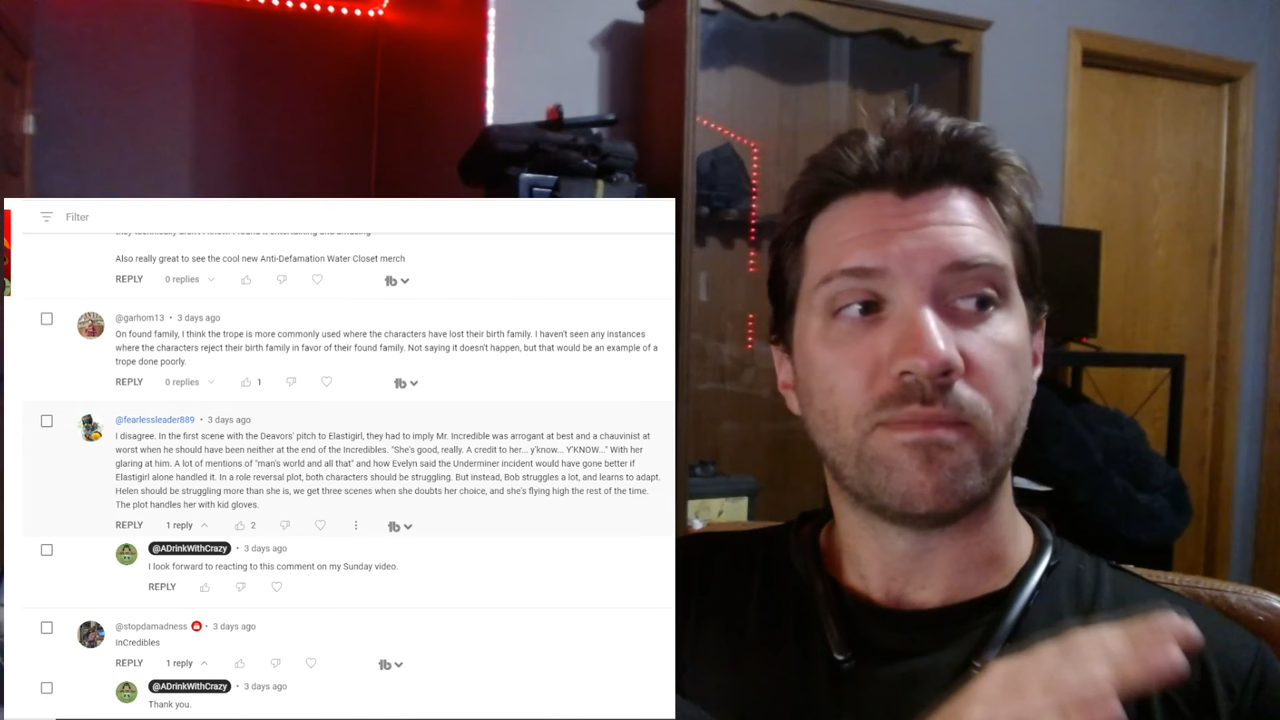 Filter
they technically aren't
Also really great to see the cool new Anti-Defamation Water Closet merch
REPLY 0 replies
@garhom13 • 3 days ago
On found family, I think the trope is more commonly used where the characters have lost their birth family. I haven't seen any instances
where the characters reject their birth family in favor of their found family. Not saying it doesn't happen, but that would be an example of a
trope done poorly.
REPLY 0 replies 1
@fearlessleader889 • 3 days ago
I disagree. In the first scene with the Deavors' pitch to Elastigirl, they had to imply Mr. Incredible was arrogant at best and a chauvinist at
worst when he should have been neither at the end of the Incredibles. "She's good, really. A credit to her... y'know... Y'KNOW..." With her
glaring at him. A lot of mentions of "man's world and all that" and how Evelyn said the Underminer incident would have gone better if
Elastigirl alone handled it. In a role reversal plot, both characters should be struggling. But instead, Bob struggles a lot, and learns to adapt.
Helen should be struggling more than she is, we get three scenes when she doubts her choice, and she's flying high the rest of the time.
The plot handles her with kid gloves.
REPLY 1 reply 2
@ADrinkWithCrazy • 3 days ago
I look forward to reacting to this comment on my Sunday video.
REPLY
@stopdamadness • 3 days ago
InCredibles
REPLY 1 reply
@ADrinkWithCrazy • 3 days ago
Thank you.